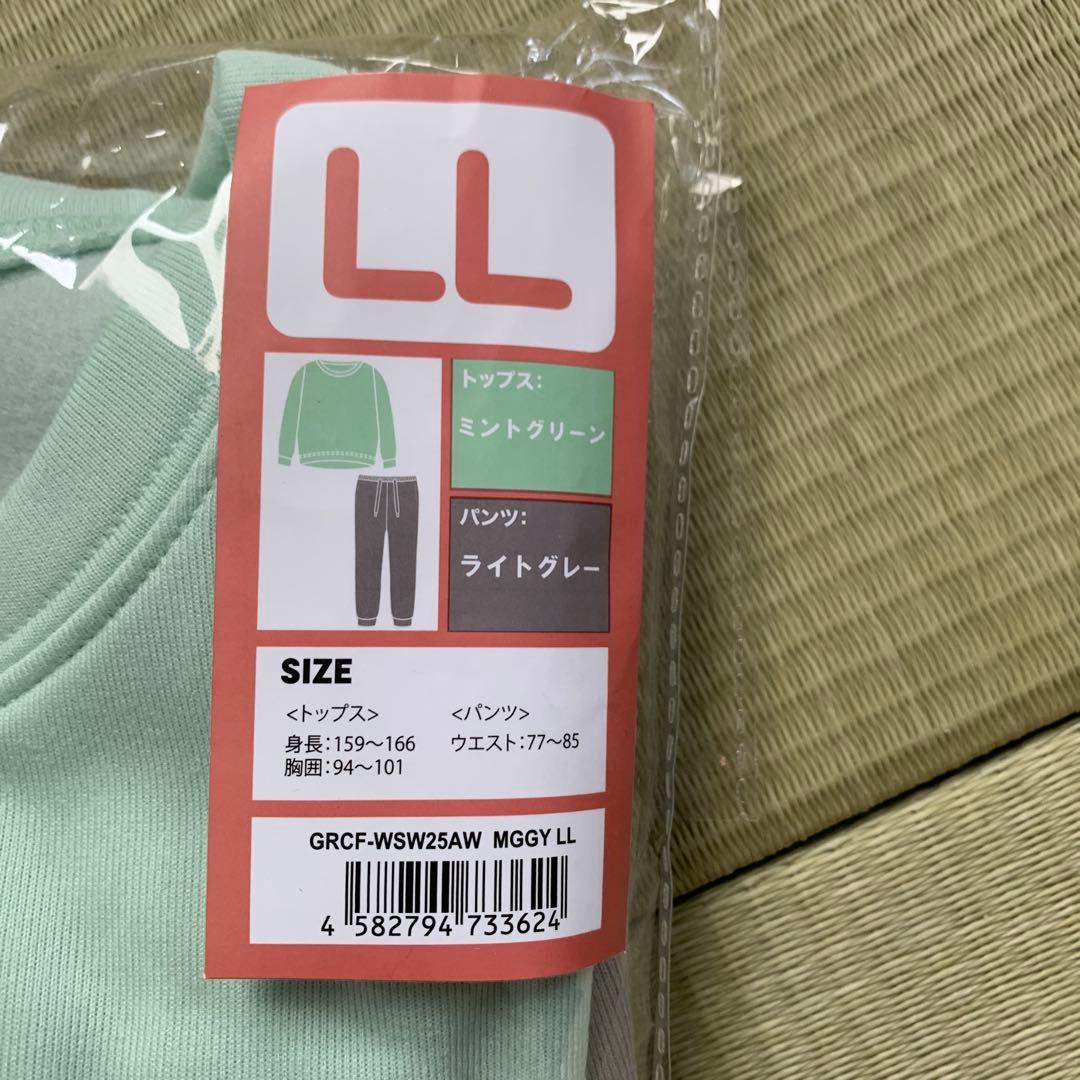 LL
トップス:
ミントグリーン
パンツ:
ライトグレー
SIZE
<トップス>
身長:159〜166
胸囲:94〜101
<パンツ>
ウエスト:77〜85
GRCF-WSW25AW MGGY LL
4 582794 733624